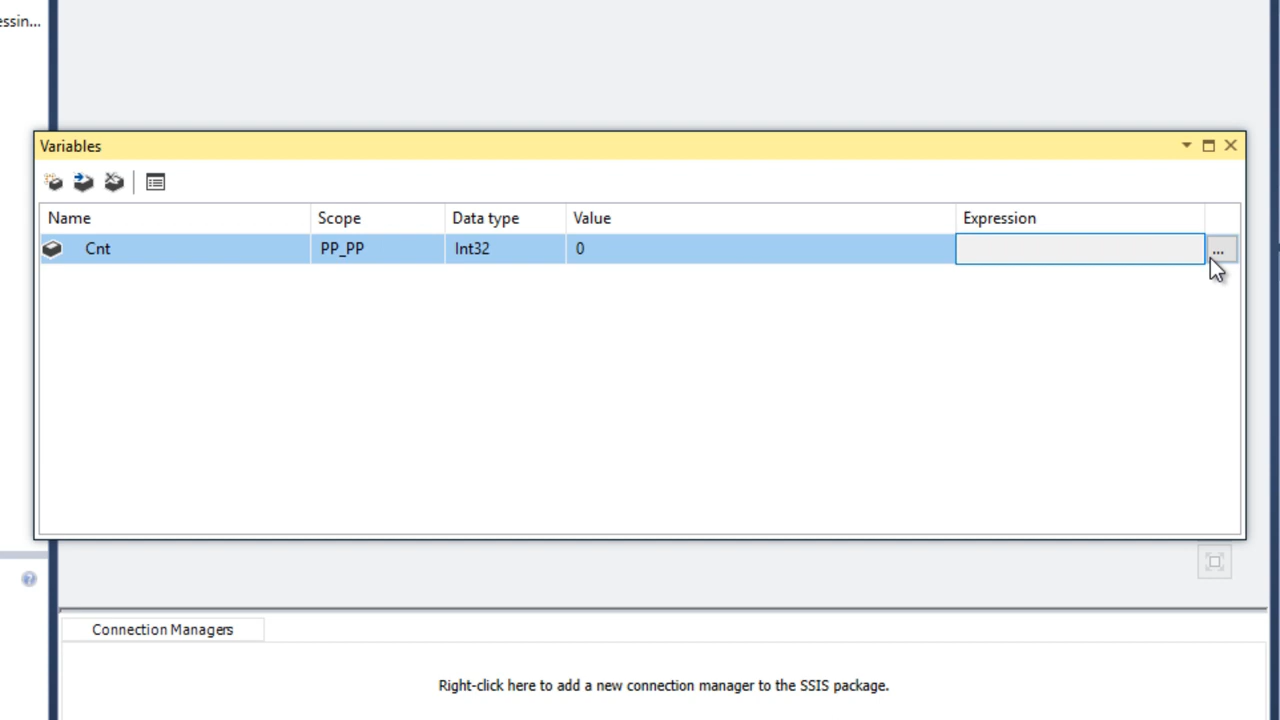 essin...
Variables
Name Scope Data type Value Expression
Cnt PP_PP Int32 0 ...
Connection Managers
Right-click here to add a new connection manager to the SSIS package.